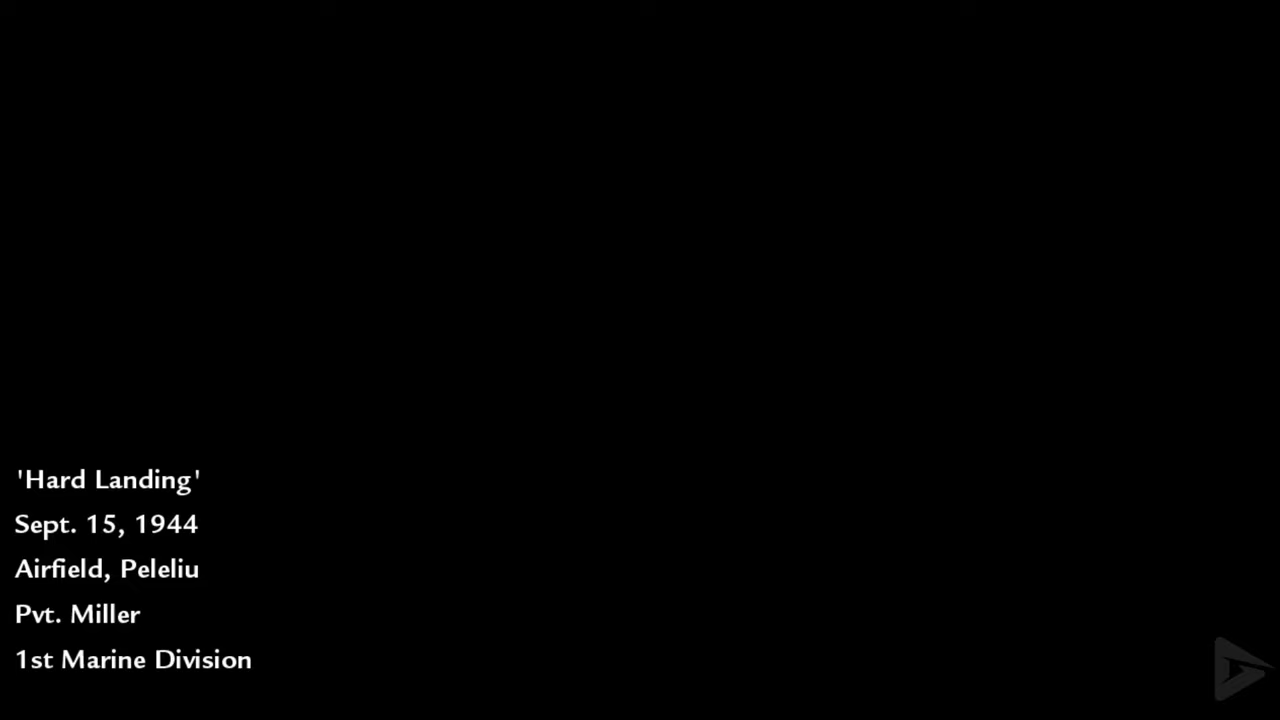 'Hard Landing'
Sept. 15, 1944
Airfield, Peleliu
Pvt. Miller
1st Marine Division